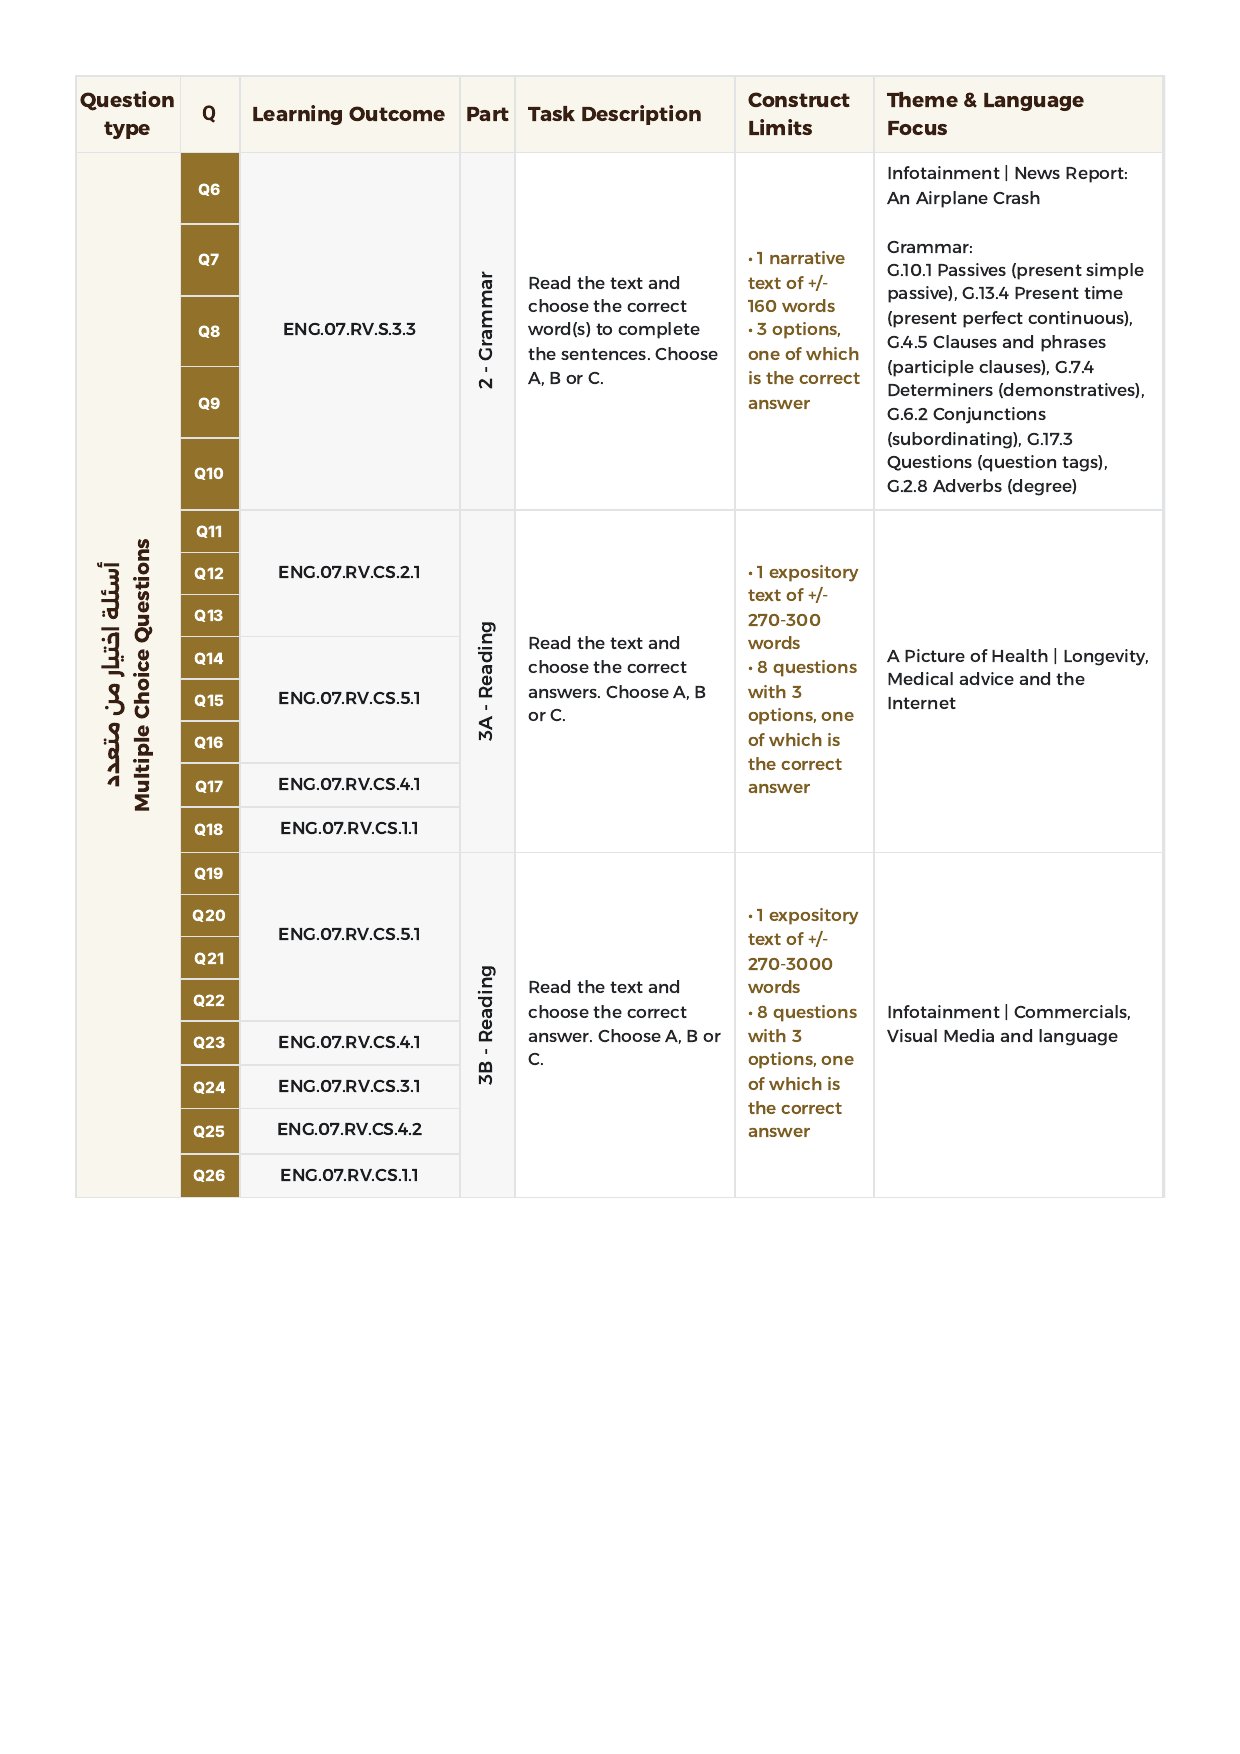 Question
type
Q
Learning Outcome
Part
Task Description
Construct
Limits
Theme & Language
Focus
أسئلة اختيار من متعدد
Multiple Choice Questions
Q6
Q7
Q8
Q9
Q10
ENG.07.RV.S.3.3
2 - Grammar
Read the text and
choose the correct
word(s) to complete
the sentences. Choose
A, B or C.
• 1 narrative
text of +/-
160 words
• 3 options,
one of which
is the correct
answer
Infotainment | News Report:
An Airplane Crash
Grammar:
G.10.1 Passives (present simple
passive), G.13.4 Present time
(present perfect continuous),
G.4.5 Clauses and phrases
(participle clauses), G.7.4
Determiners (demonstratives),
G.6.2 Conjunctions
(subordinating), G.17.3
Questions (question tags),
G.2.8 Adverbs (degree)
Q11
Q12
Q13
ENG.07.RV.CS.2.1
Q14
Q15
Q16
ENG.07.RV.CS.5.1
Q17
ENG.07.RV.CS.4.1
Q18
ENG.07.RV.CS.1.1
3A - Reading
Read the text and
choose the correct
answers. Choose A, B
or C.
• 1 expository
text of +/-
270-300
words
• 8 questions
with 3
options, one
of which is
the correct
answer
A Picture of Health | Longevity,
Medical advice and the
Internet
Q19
Q20
Q21
Q22
ENG.07.RV.CS.5.1
Q23
ENG.07.RV.CS.4.1
Q24
ENG.07.RV.CS.3.1
Q25
ENG.07.RV.CS.4.2
Q26
ENG.07.RV.CS.1.1
3B - Reading
Read the text and
choose the correct
answer. Choose A, B or
C.
• 1 expository
text of +/-
270-3000
words
• 8 questions
with 3
options, one
of which is
the correct
answer
Infotainment | Commercials,
Visual Media and language